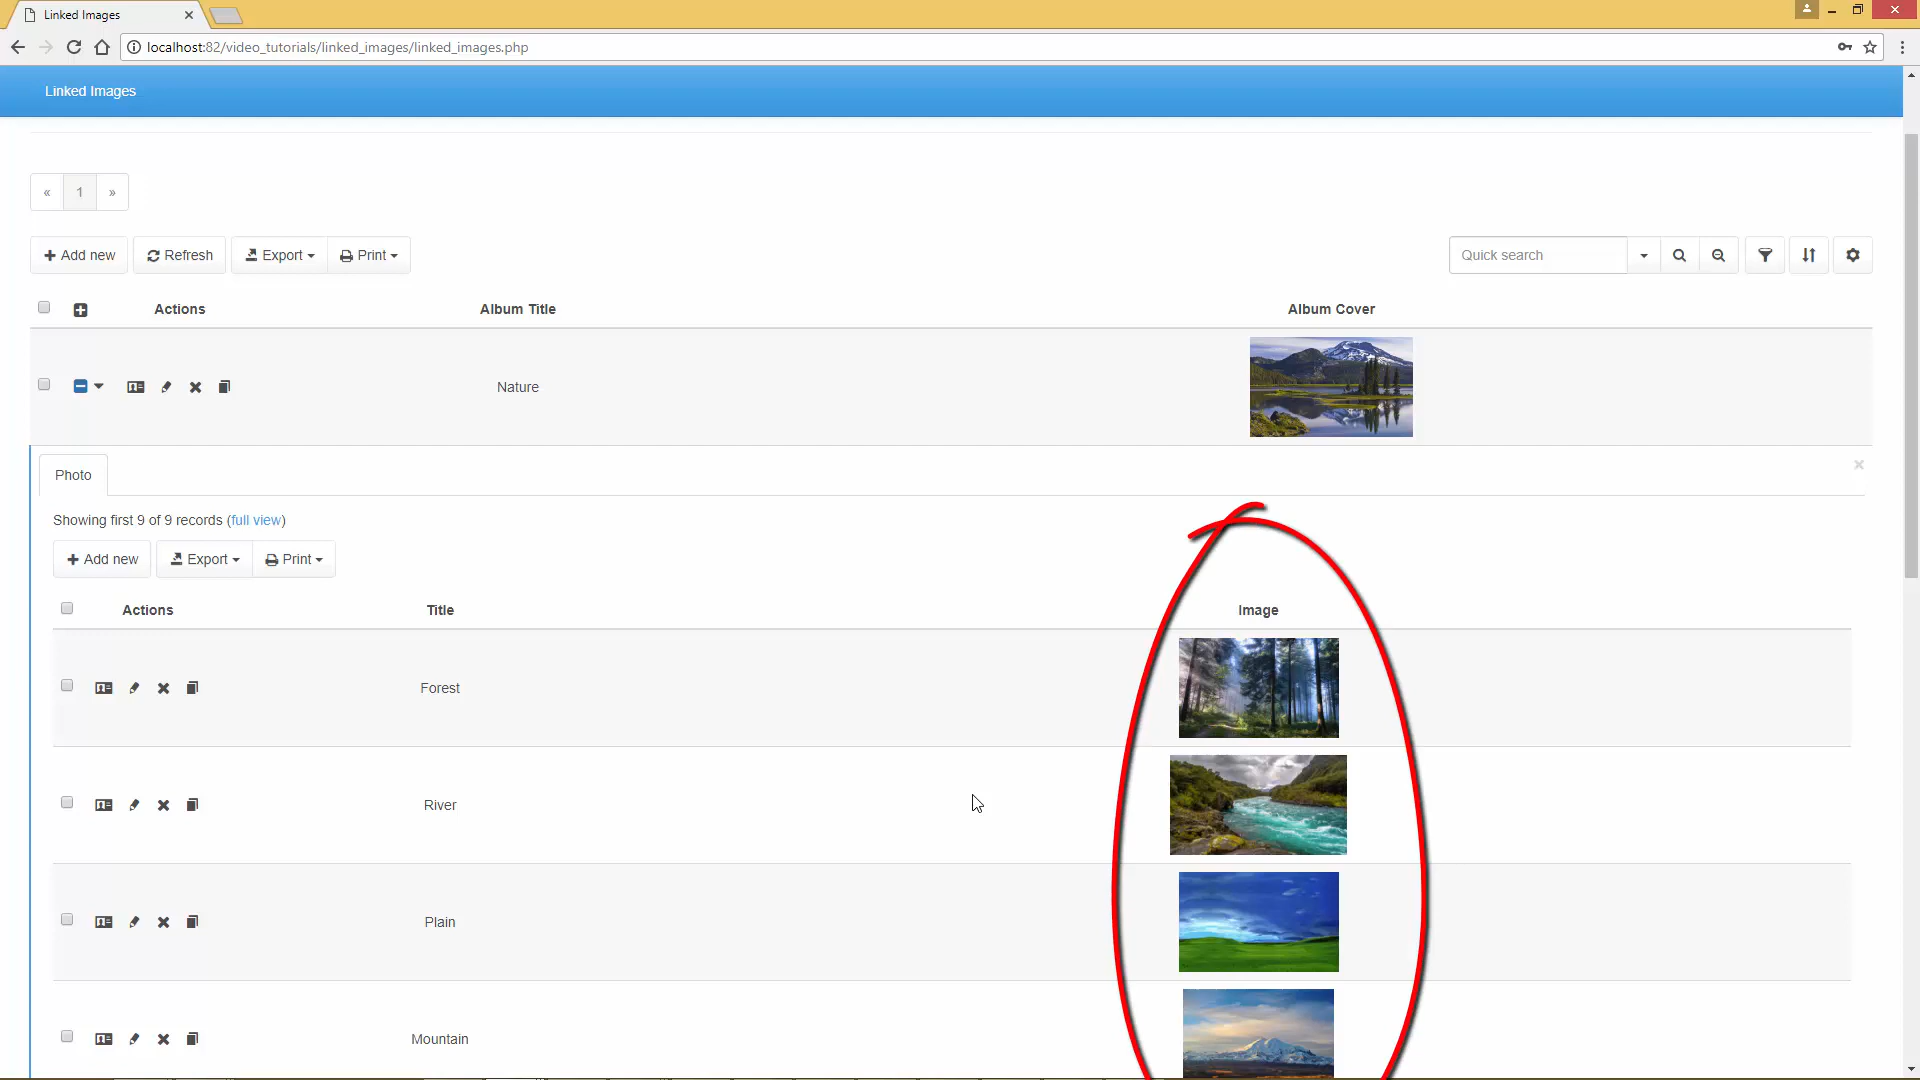 Linked Images
localhost:82/video_tutorials/linked_images/linked_images.php
Linked Images
« 1 »
Add new Refresh Export Print Quick search
Actions Album Title Album Cover
Nature
Photo
Showing first 9 of 9 records (full view)
Add new Export Print
Actions Title Image
Forest
River
Plain
Mountain